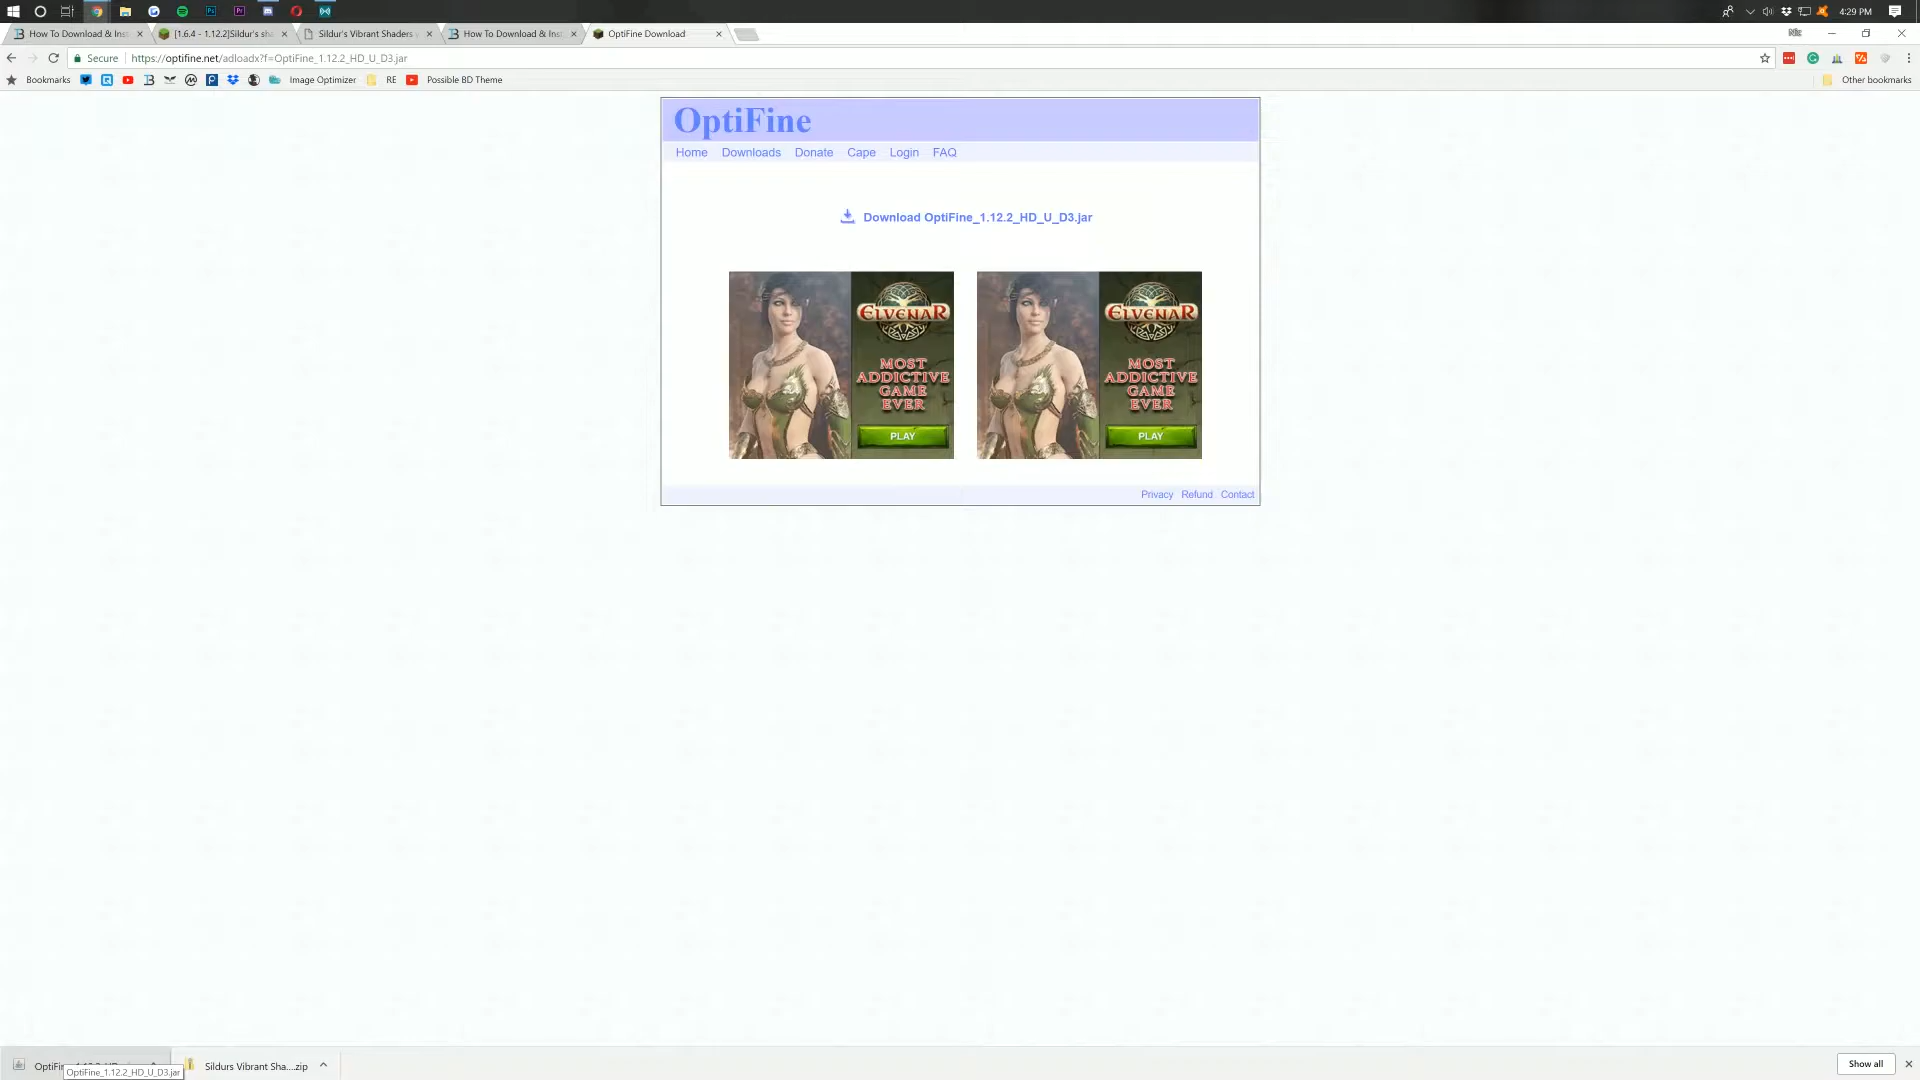 4:29 PM
How To Download & Ins
[1.6.4 - 1.12.2]Sildur's sha
Sildur's Vibrant Shaders
How To Download & Inst
OptiFine Download
Nic
Secure https://optifine.net/adloadx?f=OptiFine_1.12.2_HD_U_D3.jar
Bookmarks Image Optimizer RE Possible BD Theme Other bookmarks
OptiFine
Home Downloads Donate Cape Login FAQ
Download OptiFine_1.12.2_HD_U_D3.jar
ELVENAR
MOST
ADDICTIVE
GAME
EVER
PLAY
ELVENAR
MOST
ADDICTIVE
GAME
EVER
PLAY
Privacy Refund Contact
OptiFine_1.12.2_HD_U_D3.jar
Sildurs Vibrant Sha....zip
Show all